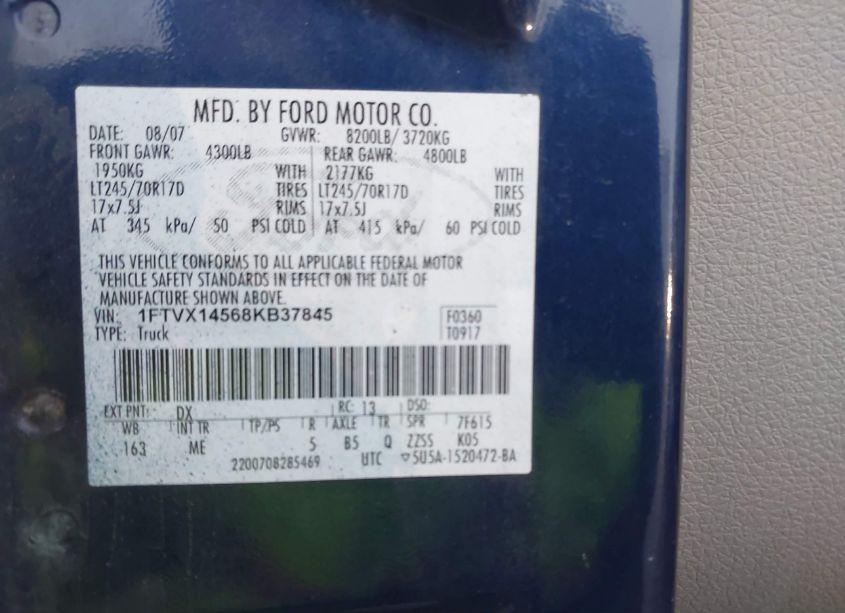 MFD. BY FORD MOTOR CO.
DATE: 08/07 GVWR: 8200LB/ 3720KG
FRONT GAWR: 4300LB REAR GAWR: 4800LB
1950KG WITH 2177KG WITH
LT245/70R17D TIRES LT245/70R17D TIRES
17x7.5J RIMS 17x7.5J RIMS
AT 345 kPa/ 50 PSI COLD AT 415 kPa/ 60 PSI COLD
THIS VEHICLE CONFORMS TO ALL APPLICABLE FEDERAL MOTOR
VEHICLE SAFETY STANDARDS IN EFFECT ON THE DATE OF
MANUFACTURE SHOWN ABOVE.
VIN: 1FTVX14568KB37845 F0360
TYPE: Truck T0917
EXT PNT: DX RC: 13 DSO:
WB INT TR TP/PS R AXLE TR SPR 7F615
163 ME 5 B5 Q ZZSS K05
2200708285469 UTC ▽5U5A-1520472-BA
Ford